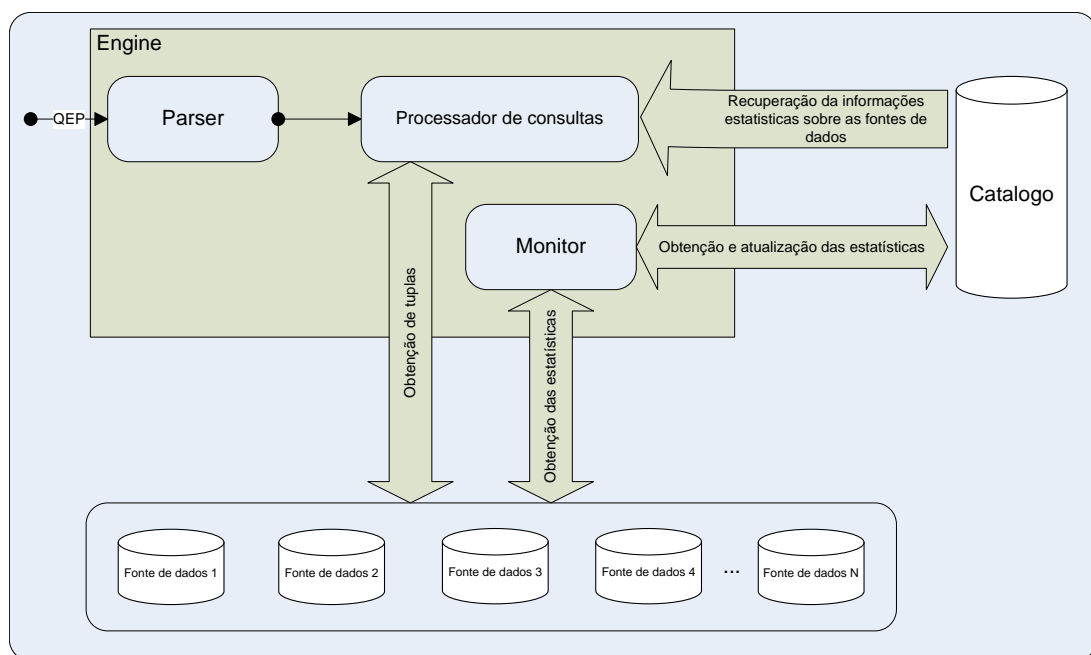 Engine
QEP
Parser
Processador de consultas
Recuperação da informações
estatisticas sobre as fontes de
dados
Catalogo
Monitor
Obtenção e atualização das estatísticas
Obtenção de tuplas
Obtenção das estatísticas
Fonte de dados 1
Fonte de dados 2
Fonte de dados 3
Fonte de dados 4
...
Fonte de dados N